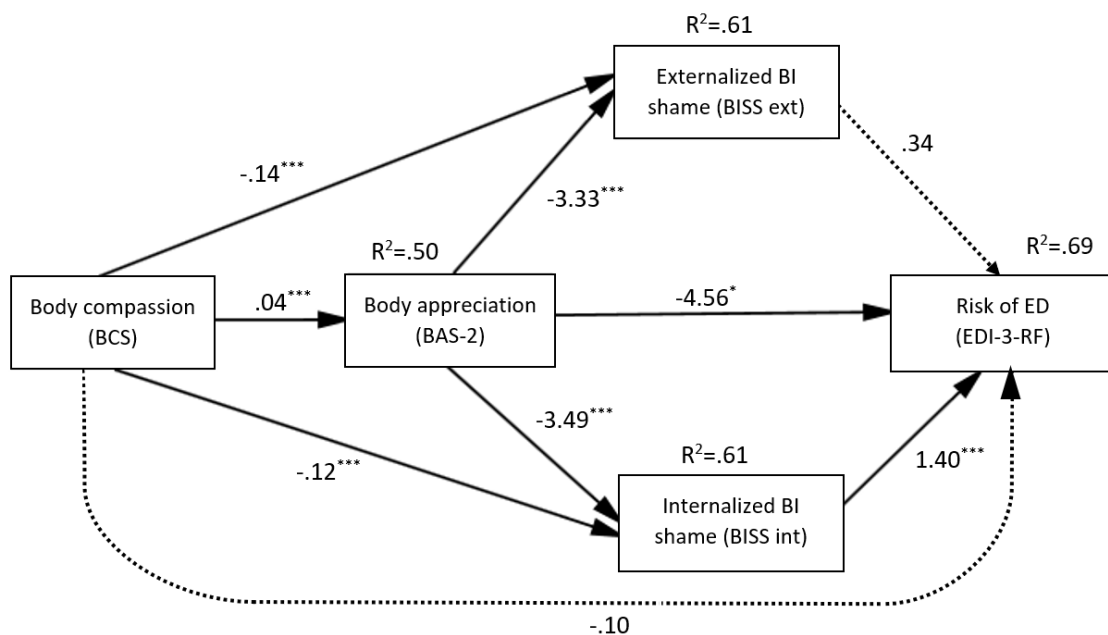 R²=.61
Externalized BI
shame (BISS ext)
.34
-.14***
-3.33***
R²=.50
R²=.69
Body compassion
(BCS)
.04***
Body appreciation
(BAS-2)
-4.56*
Risk of ED
(EDI-3-RF)
-3.49***
-.12***
R²=.61
1.40***
Internalized BI
shame (BISS int)
-.10